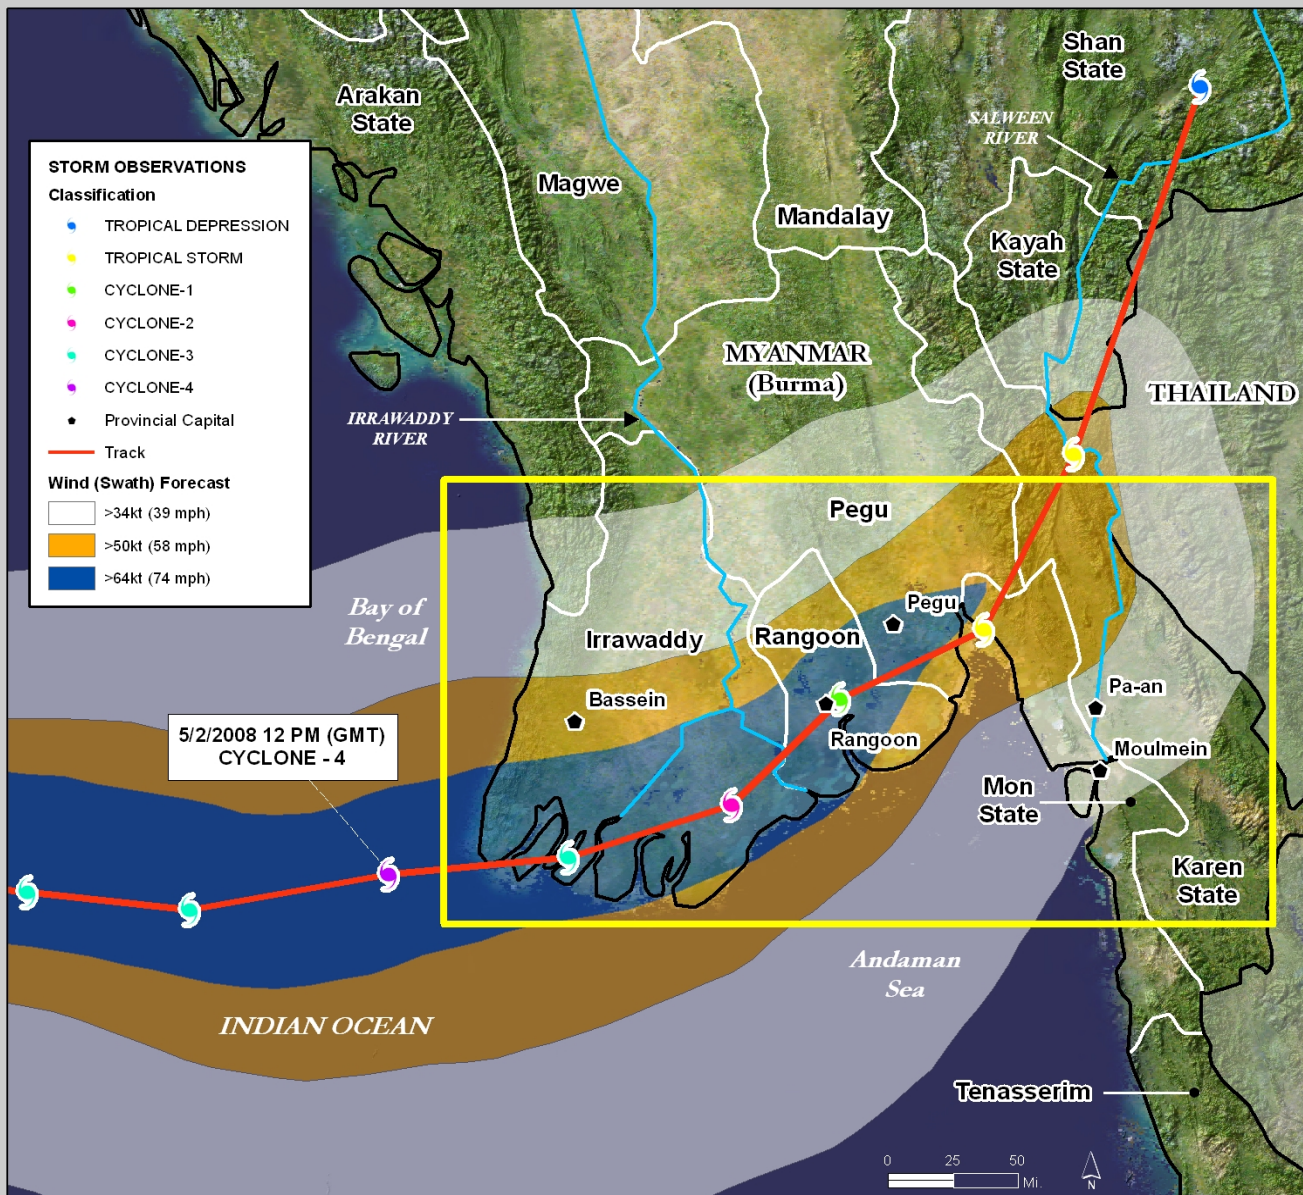 Shan
State
Arakan
State
SALWEEN
RIVER
STORM OBSERVATIONS
Classification
TROPICAL DEPRESSION
TROPICAL STORM
CYCLONE-1
CYCLONE-2
CYCLONE-3
CYCLONE-4
Provincial Capital
Track
Wind (Swath) Forecast
>34kt (39 mph)
>50kt (58 mph)
>64kt (74 mph)
Magwe
Mandalay
Kayah
State
MYANMAR
(Burma)
THAILAND
IRRAWADDY
RIVER
Pegu
Bay of
Bengal
Irrawaddy
Rangoon
Pegu
Bassein
Pa-an
Rangoon
Moulmein
5/2/2008 12 PM (GMT)
CYCLONE - 4
Mon
State
Karen
State
Andaman
Sea
INDIAN OCEAN
Tenasserim
0 25 50
Mi.
N